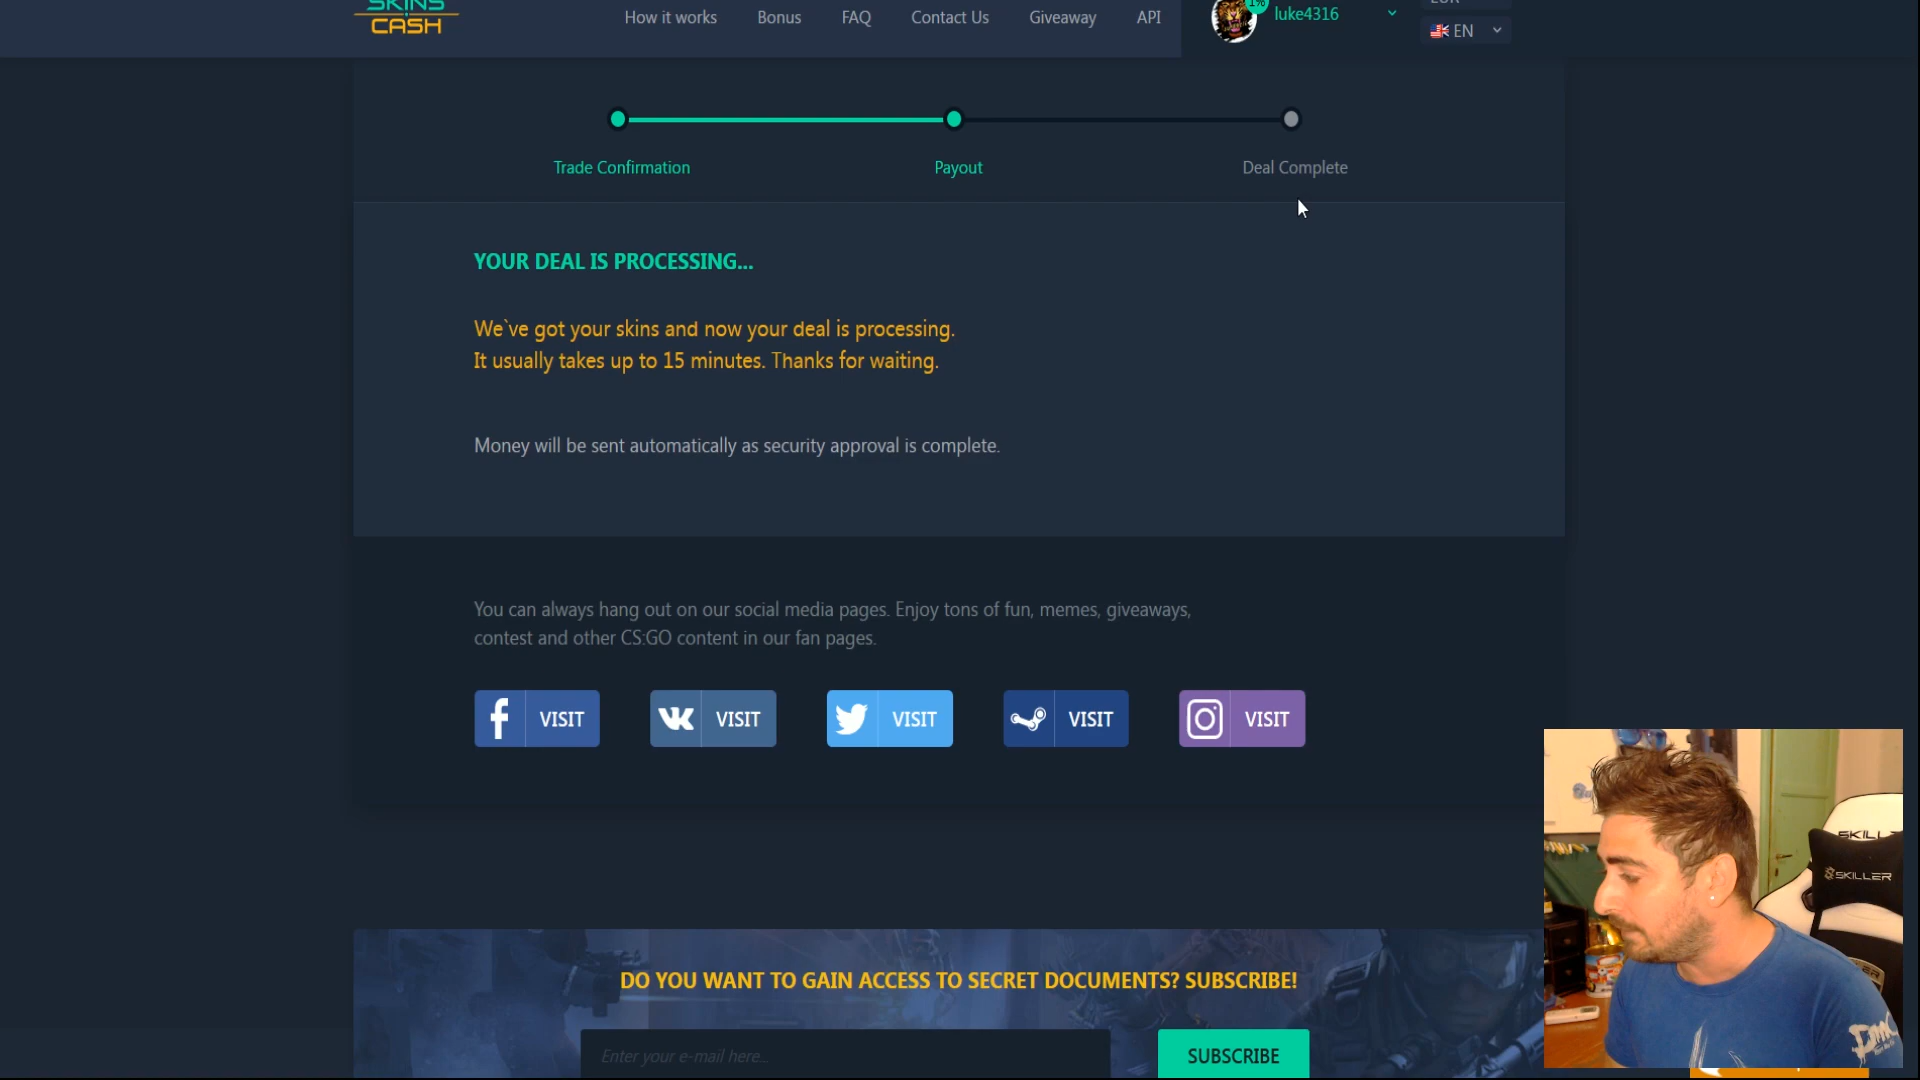 SKINS
CASH
How it works
Bonus
FAQ
Contact Us
Giveaway
API
1%
luke4316
EUR
EN
Trade Confirmation
Payout
Deal Complete
YOUR DEAL IS PROCESSING...
We`ve got your skins and now your deal is processing.
It usually takes up to 15 minutes. Thanks for waiting.
Money will be sent automatically as security approval is complete.
You can always hang out on our social media pages. Enjoy tons of fun, memes, giveaways,
contest and other CS:GO content in our fan pages.
VISIT
VISIT
VISIT
VISIT
VISIT
SKILL
SKILLER
DO YOU WANT TO GAIN ACCESS TO SECRET DOCUMENTS? SUBSCRIBE!
Enter your e-mail here...
SUBSCRIBE